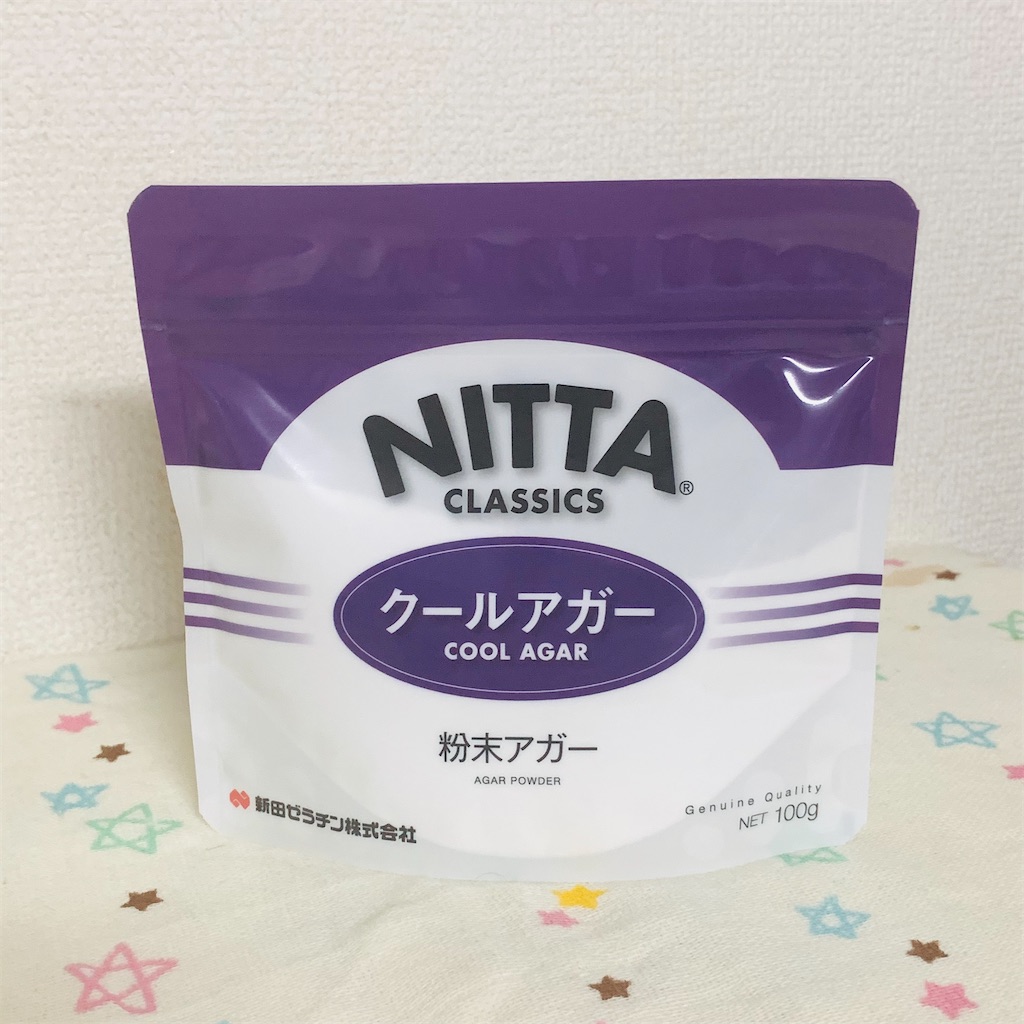 NITTA®
CLASSICS
クールアガー
COOL AGAR
粉末アガー
AGAR POWDER
新田ゼラチン株式会社
Genuine Quality
NET 100g